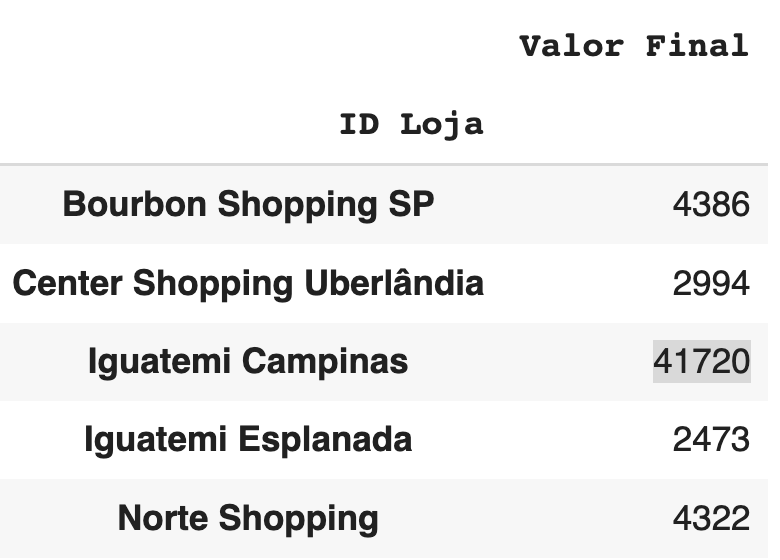 Valor Final
ID Loja
Bourbon Shopping SP 4386
Center Shopping Uberlândia 2994
Iguatemi Campinas 41720
Iguatemi Esplanada 2473
Norte Shopping 4322